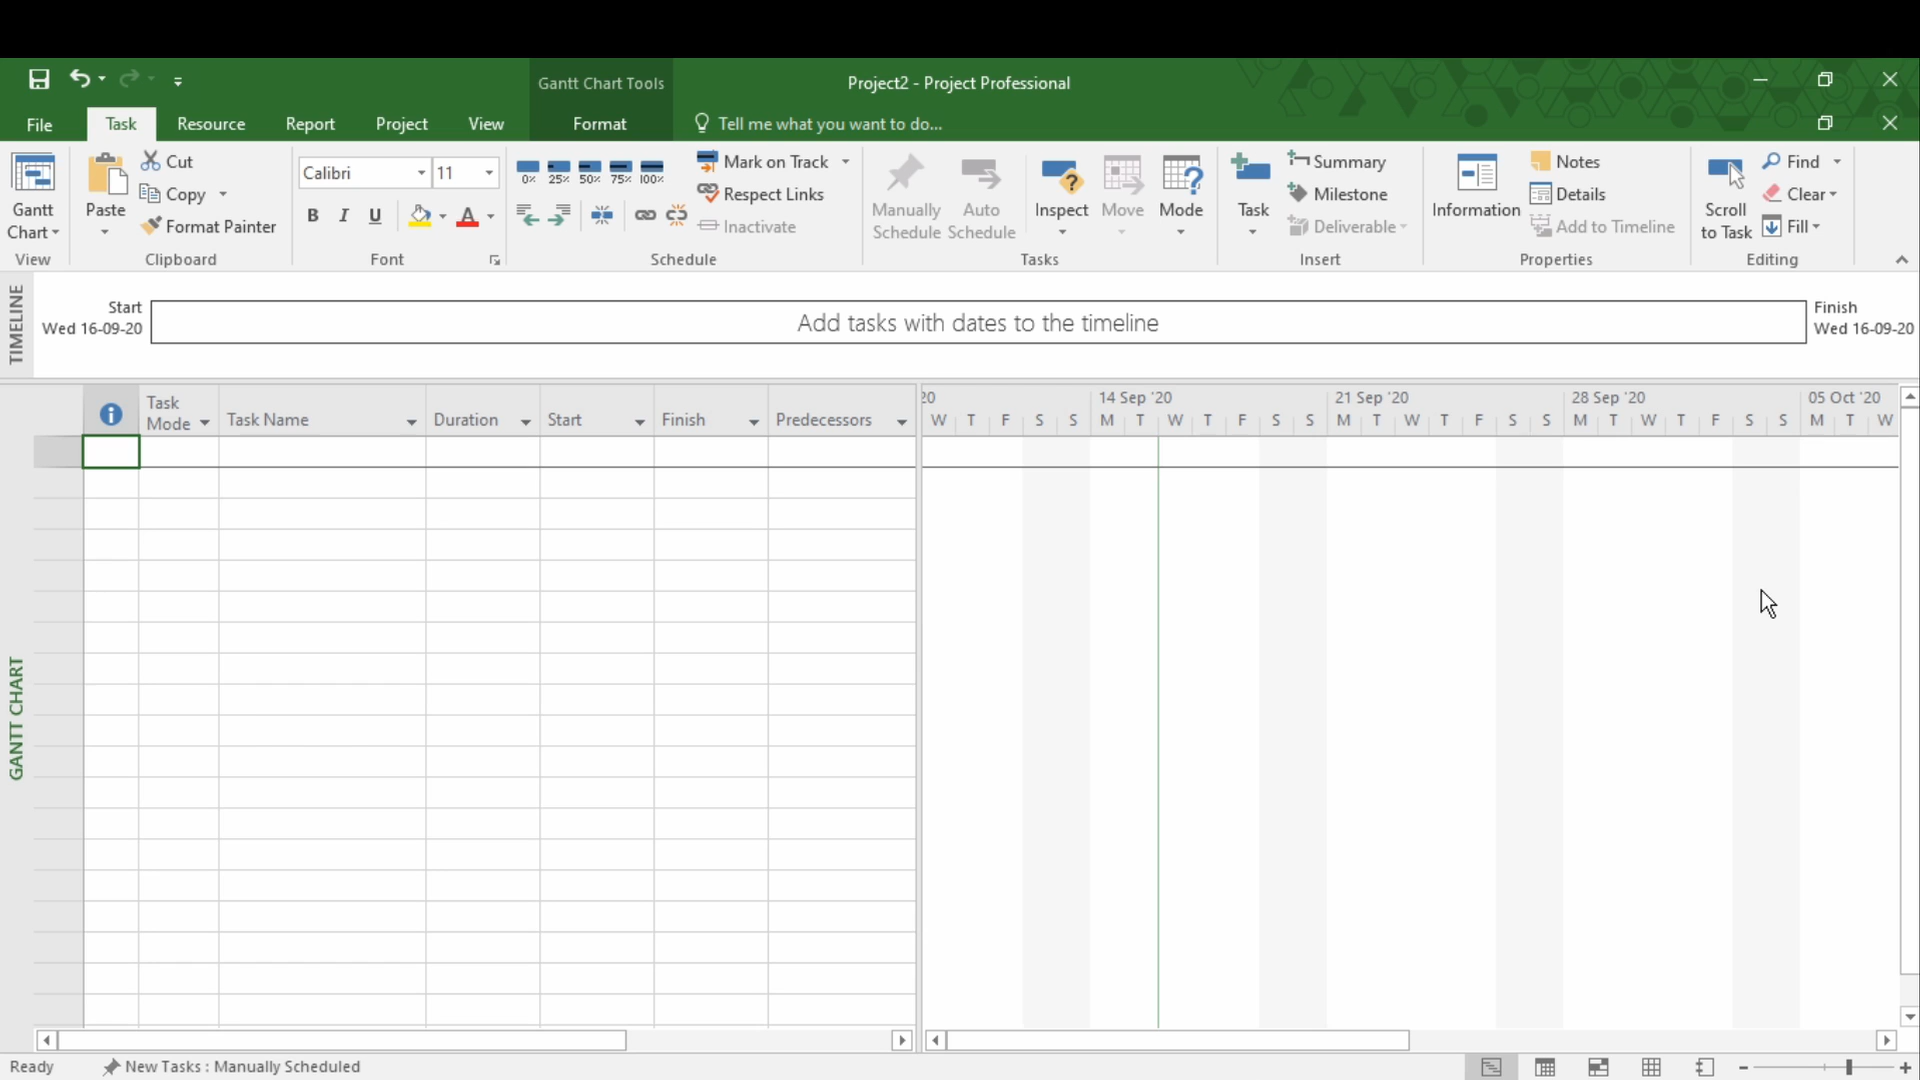 Gantt Chart Tools
Project2 - Project Professional
File Task Resource Report Project View Format Tell me what you want to do...
Gantt Chart
View
Paste
Cut
Copy
Format Painter
Clipboard
Calibri 11
B I U A
Font
0% 25% 50% 75% 100%
Mark on Track
Respect Links
Inactivate
Schedule
Manually Schedule
Auto Schedule
Inspect
Move
Mode
Tasks
Task
Summary
Milestone
Deliverable
Insert
Information
Notes
Details
Add to Timeline
Properties
Scroll to Task
Find
Clear
Fill
Editing
TIMELINE
Start
Wed 16-09-20
Add tasks with dates to the timeline
Finish
Wed 16-09-20
Task Mode
Task Name
Duration
Start
Finish
Predecessors
20 14 Sep '20 21 Sep '20 28 Sep '20 05 Oct '20
W T F S S M T W T F S S M T W T F S S M T W T F S S M T W
GANTT CHART
Ready New Tasks : Manually Scheduled